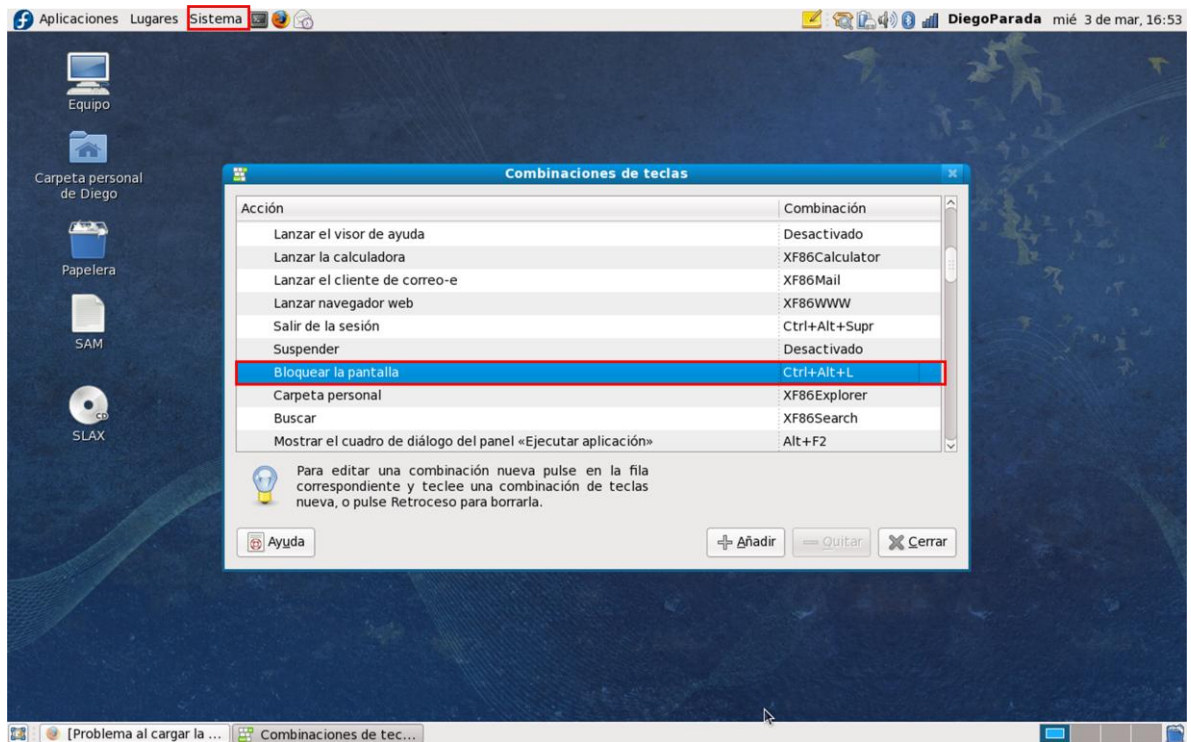 Aplicaciones Lugares Sistema DiegoParada mié 3 de mar, 16:53
Equipo
Carpeta personal
de Diego
Papelera
SAM
SLAX
Combinaciones de teclas
Acción Combinación
Lanzar el visor de ayuda Desactivado
Lanzar la calculadora XF86Calculator
Lanzar el cliente de correo-e XF86Mail
Lanzar navegador web XF86WWW
Salir de la sesión Ctrl+Alt+Supr
Suspender Desactivado
Bloquear la pantalla Ctrl+Alt+L
Carpeta personal XF86Explorer
Buscar XF86Search
Mostrar el cuadro de diálogo del panel «Ejecutar aplicación» Alt+F2
Para editar una combinación nueva pulse en la fila
correspondiente y teclee una combinación de teclas
nueva, o pulse Retroceso para borrarla.
Ayuda Añadir Quitar Cerrar
[Problema al cargar la ... Combinaciones de tec...